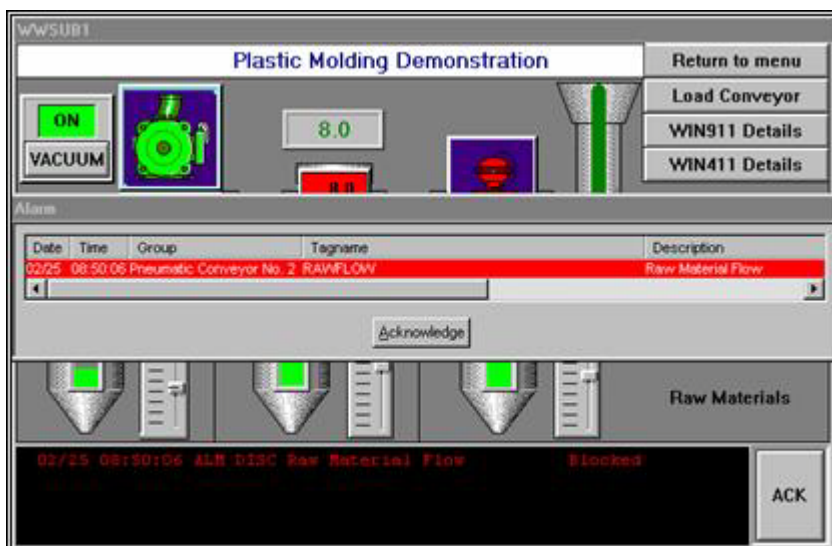 WWSUB1
Plastic Molding Demonstration
Return to menu
Load Conveyor
WIN911 Details
WIN411 Details
ON
VACUUM
8.0
8.0
Alarm
Date Time Group Tagname Description
02/25 08:50:06 Pneumatic Conveyor No. 2 RAWFLOW Raw Material Flow
Acknowledge
Raw Materials
02/25 08:50:06 ALM DISC Raw Material Flow Blocked
ACK